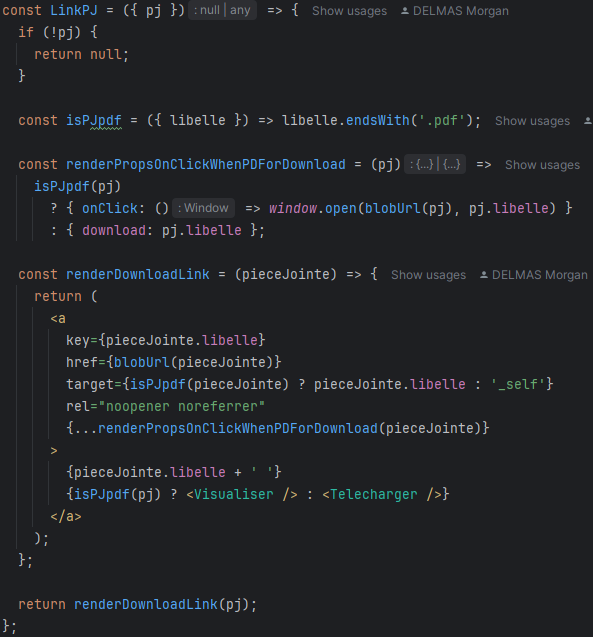 const LinkPJ = ({ pj }) : null | any => { Show usages DELMAS Morgan
if (!pj) {
return null;
}
const isPJpdf = ({ libelle }) => libelle.endsWith('.pdf'); Show usages
const renderPropsOnClickWhenPDForDownload = (pj) : {...} | {...} => Show usages
isPJpdf(pj)
? { onClick: () : Window => window.open(blobUrl(pj), pj.libelle) }
: { download: pj.libelle };
const renderDownloadLink = (pieceJointe) => { Show usages DELMAS Morgan
return (
<a
key={pieceJointe.libelle}
href={blobUrl(pieceJointe)}
target={isPJpdf(pieceJointe) ? pieceJointe.libelle : '_self'}
rel="noopener noreferrer"
{...renderPropsOnClickWhenPDForDownload(pieceJointe)}
>
{pieceJointe.libelle + ' '}
{isPJpdf(pj) ? <Visualiser /> : <Telecharger />}
</a>
);
};
return renderDownloadLink(pj);
};